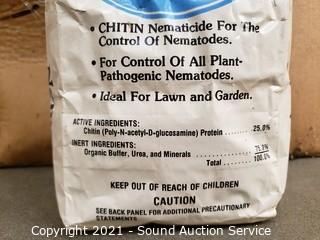 • CHITIN Nematicide For The
Control Of Nematodes.
• For Control Of All Plant-
Pathogenic Nematodes.
• Ideal For Lawn and Garden.
ACTIVE INGREDIENTS:
Chitin (Poly-N-acetyl-D-glucosamine) Protein ........ 25.0%
INERT INGREDIENTS:
Organic Buffer, Urea, and Minerals ........ 75.0%
Total ........ 100.0%
KEEP OUT OF REACH OF CHILDREN
CAUTION
SEE BACK PANEL FOR ADDITIONAL PRECAUTIONARY
STATEMENTS
Copyright 2021 - Sound Auction Service